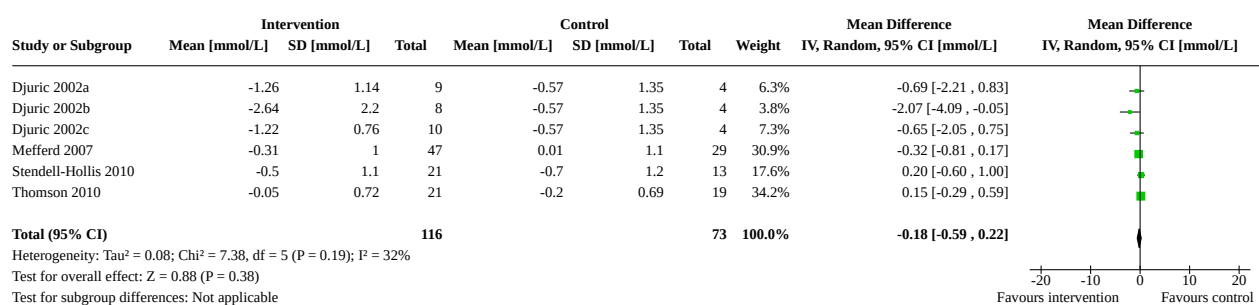 Intervention Control Mean Difference Mean Difference
Study or Subgroup Mean [mmol/L] SD [mmol/L] Total Mean [mmol/L] SD [mmol/L] Total Weight IV, Random, 95% CI [mmol/L] IV, Random, 95% CI [mmol/L]
Djuric 2002a -1.26 1.14 9 -0.57 1.35 4 6.3% -0.69 [-2.21 , 0.83]
Djuric 2002b -2.64 2.2 8 -0.57 1.35 4 3.8% -2.07 [-4.09 , -0.05]
Djuric 2002c -1.22 0.76 10 -0.57 1.35 4 7.3% -0.65 [-2.05 , 0.75]
Mefferd 2007 -0.31 1 47 0.01 1.1 29 30.9% -0.32 [-0.81 , 0.17]
Stendell-Hollis 2010 -0.5 1.1 21 -0.7 1.2 13 17.6% 0.20 [-0.60 , 1.00]
Thomson 2010 -0.05 0.72 21 -0.2 0.69 19 34.2% 0.15 [-0.29 , 0.59]
Total (95% CI) 116 73 100.0% -0.18 [-0.59 , 0.22]
Heterogeneity: Tau² = 0.08; Chi² = 7.38, df = 5 (P = 0.19); I² = 32%
Test for overall effect: Z = 0.88 (P = 0.38) -20 -10 0 10 20
Test for subgroup differences: Not applicable Favours intervention Favours control